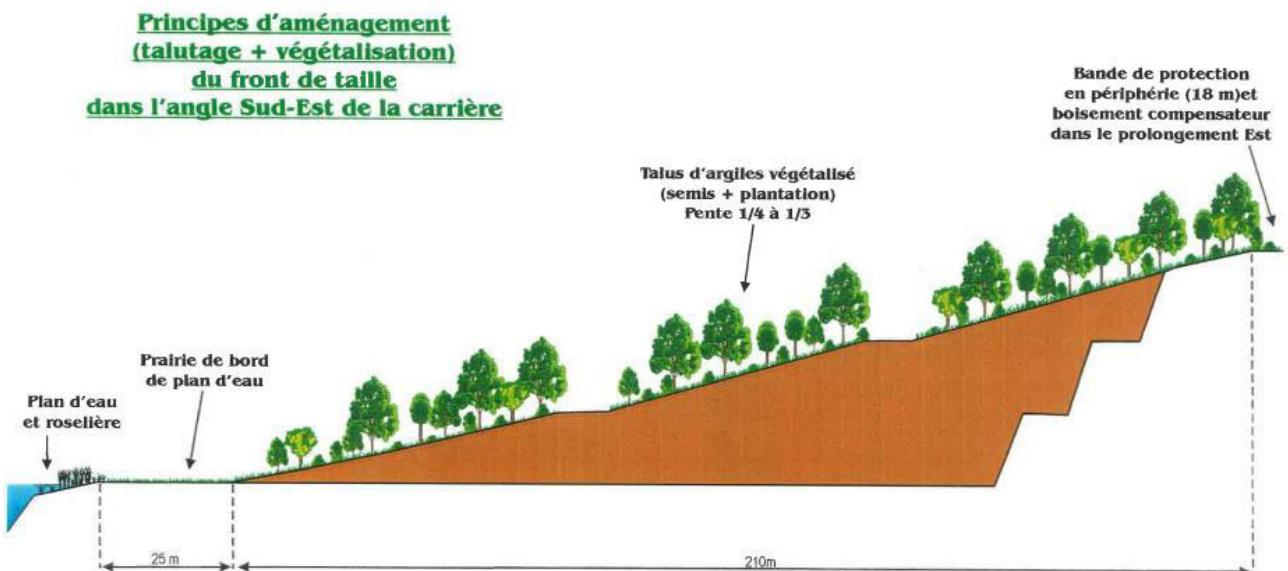 Principes d'aménagement
(talutage + végétalisation)
du front de taille
dans l'angle Sud-Est de la carrière
Bande de protection
en périphérie (18 m)et
boisement compensateur
dans le prolongement Est
Talus d'argiles végétalisé
(semis + plantation)
Pente 1/4 à 1/3
Prairie de bord
de plan d'eau
Plan d'eau
et roselière
25 m
210m